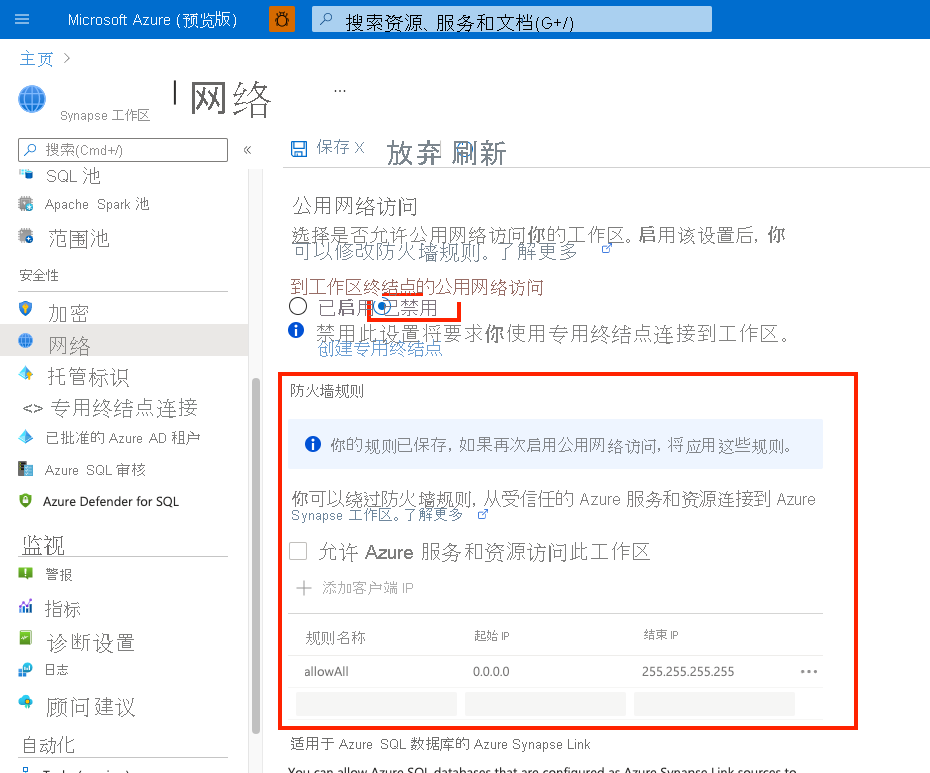 Microsoft Azure (预览版)
搜索资源、服务和文档(G+/)
主页
网络
...
Synapse 工作区
搜索(Cmd+/)
«
保存 X
放弃 刷新
SQL 池
Apache Spark 池
范围池
安全性
加密
网络
托管标识
<> 专用终结点连接
已批准的 Azure AD 租户
Azure SQL 审核
Azure Defender for SQL
监视
警报
指标
诊断设置
日志
顾问建议
自动化
公用网络访问
选择是否允许公用网络访问你的工作区。启用该设置后, 你
可以修改防火墙规则。了解更多
到工作区终结点的公用网络访问
已启用 已禁用
禁用此设置将要求你使用专用终结点连接到工作区。
创建专用终结点
防火墙规则
你的规则已保存, 如果再次启用公用网络访问, 将应用这些规则。
你可以绕过防火墙规则, 从受信任的 Azure 服务和资源连接到 Azure
Synapse 工作区。了解更多
允许 Azure 服务和资源访问此工作区
添加客户端 IP
规则名称 起始 IP 结束 IP
allowAll 0.0.0.0 255.255.255.255 ...
适用于 Azure SQL 数据库的 Azure Synapse Link
You can allow Azure SQL databases that are configured as Azure Synapse Link sources to